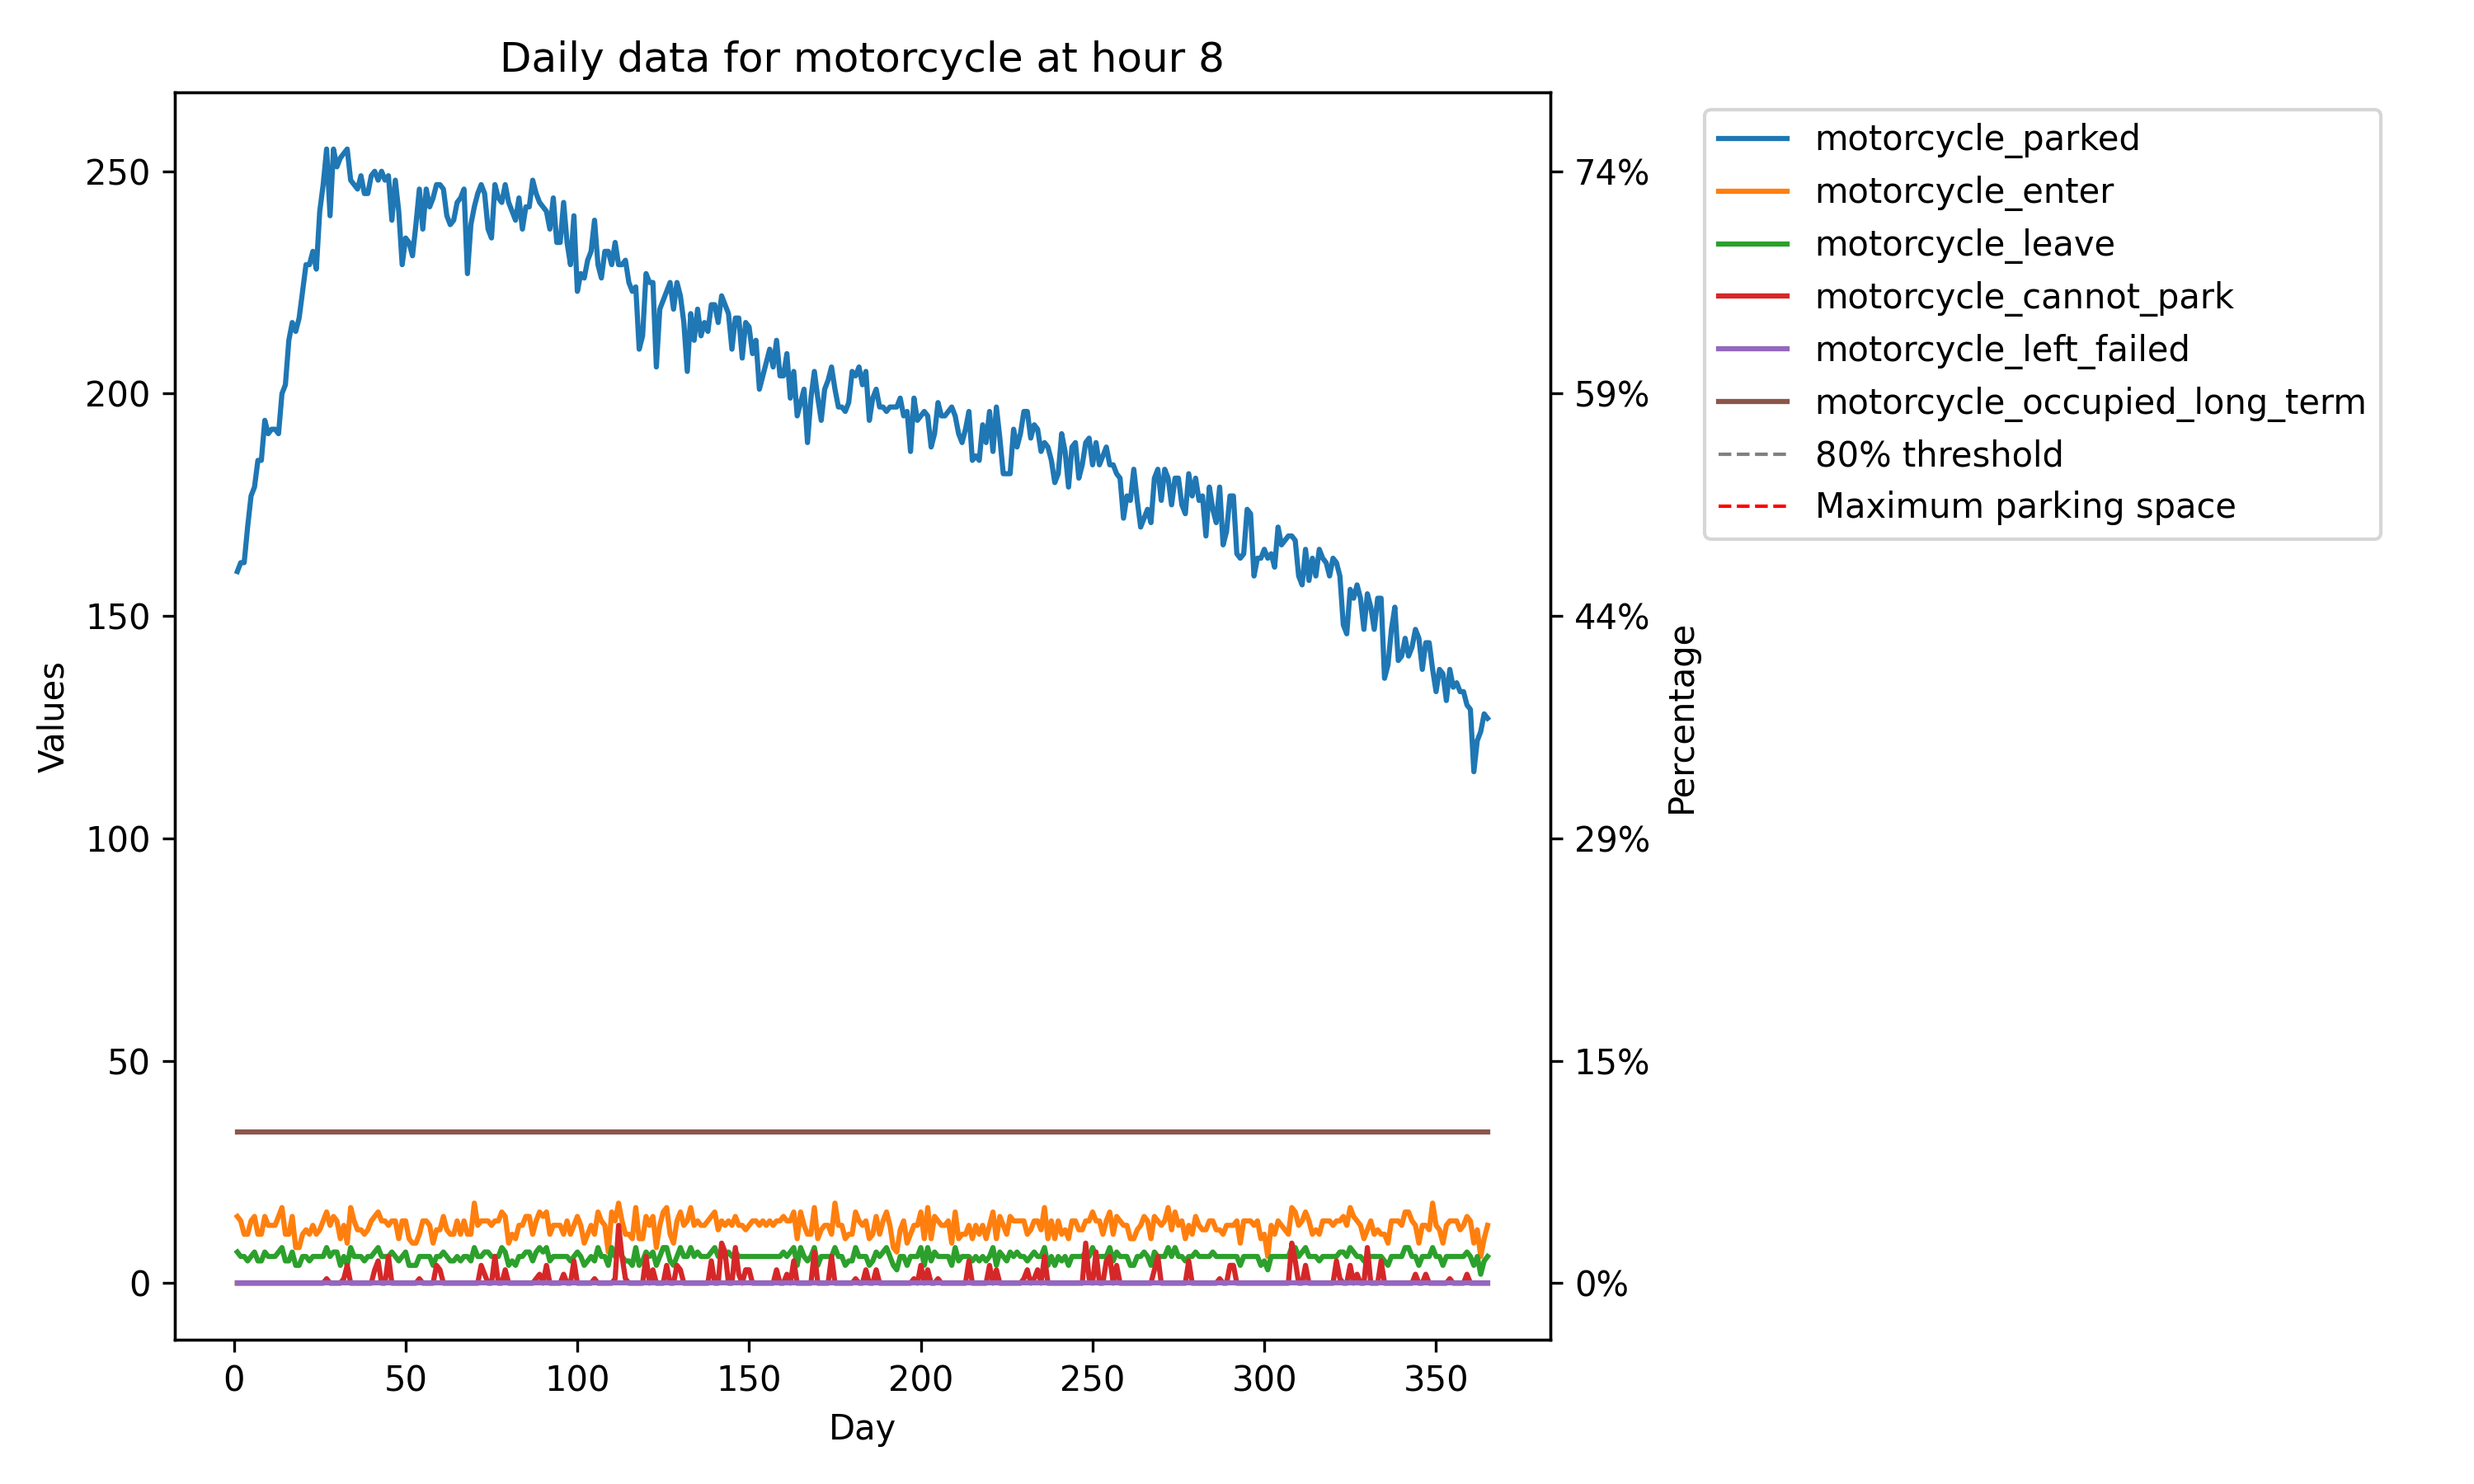 Daily data for motorcycle at hour 8
motorcycle_parked
motorcycle_enter
motorcycle_leave
motorcycle_cannot_park
motorcycle_left_failed
motorcycle_occupied_long_term
80% threshold
Maximum parking space
Values
250
200
150
100
50
0
74%
59%
44%
29%
15%
0%
Percentage
0 50 100 150 200 250 300 350
Day